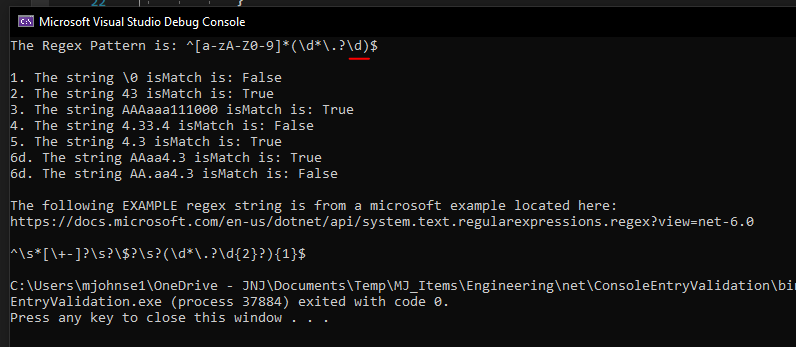 22
}
C:\ Microsoft Visual Studio Debug Console
The Regex Pattern is: ^[a-zA-Z0-9]*(\d*\.?\d)$
1. The string \0 isMatch is: False
2. The string 43 isMatch is: True
3. The string AAAaaa111000 isMatch is: True
4. The string 4.33.4 isMatch is: False
5. The string 4.3 isMatch is: True
6d. The string AAaa4.3 isMatch is: True
6d. The string AA.aa4.3 isMatch is: False
The following EXAMPLE regex string is from a microsoft example located here:
https://docs.microsoft.com/en-us/dotnet/api/system.text.regularexpressions.regex?view=net-6.0
^\s*[\+-]?\s?\$?\s?(\d*\.?\d{2}?){1}$
C:\Users\mjohnse1\OneDrive - JNJ\Documents\Temp\MJ_Items\Engineering\net\ConsoleEntryValidation\bin
EntryValidation.exe (process 37884) exited with code 0.
Press any key to close this window . . .